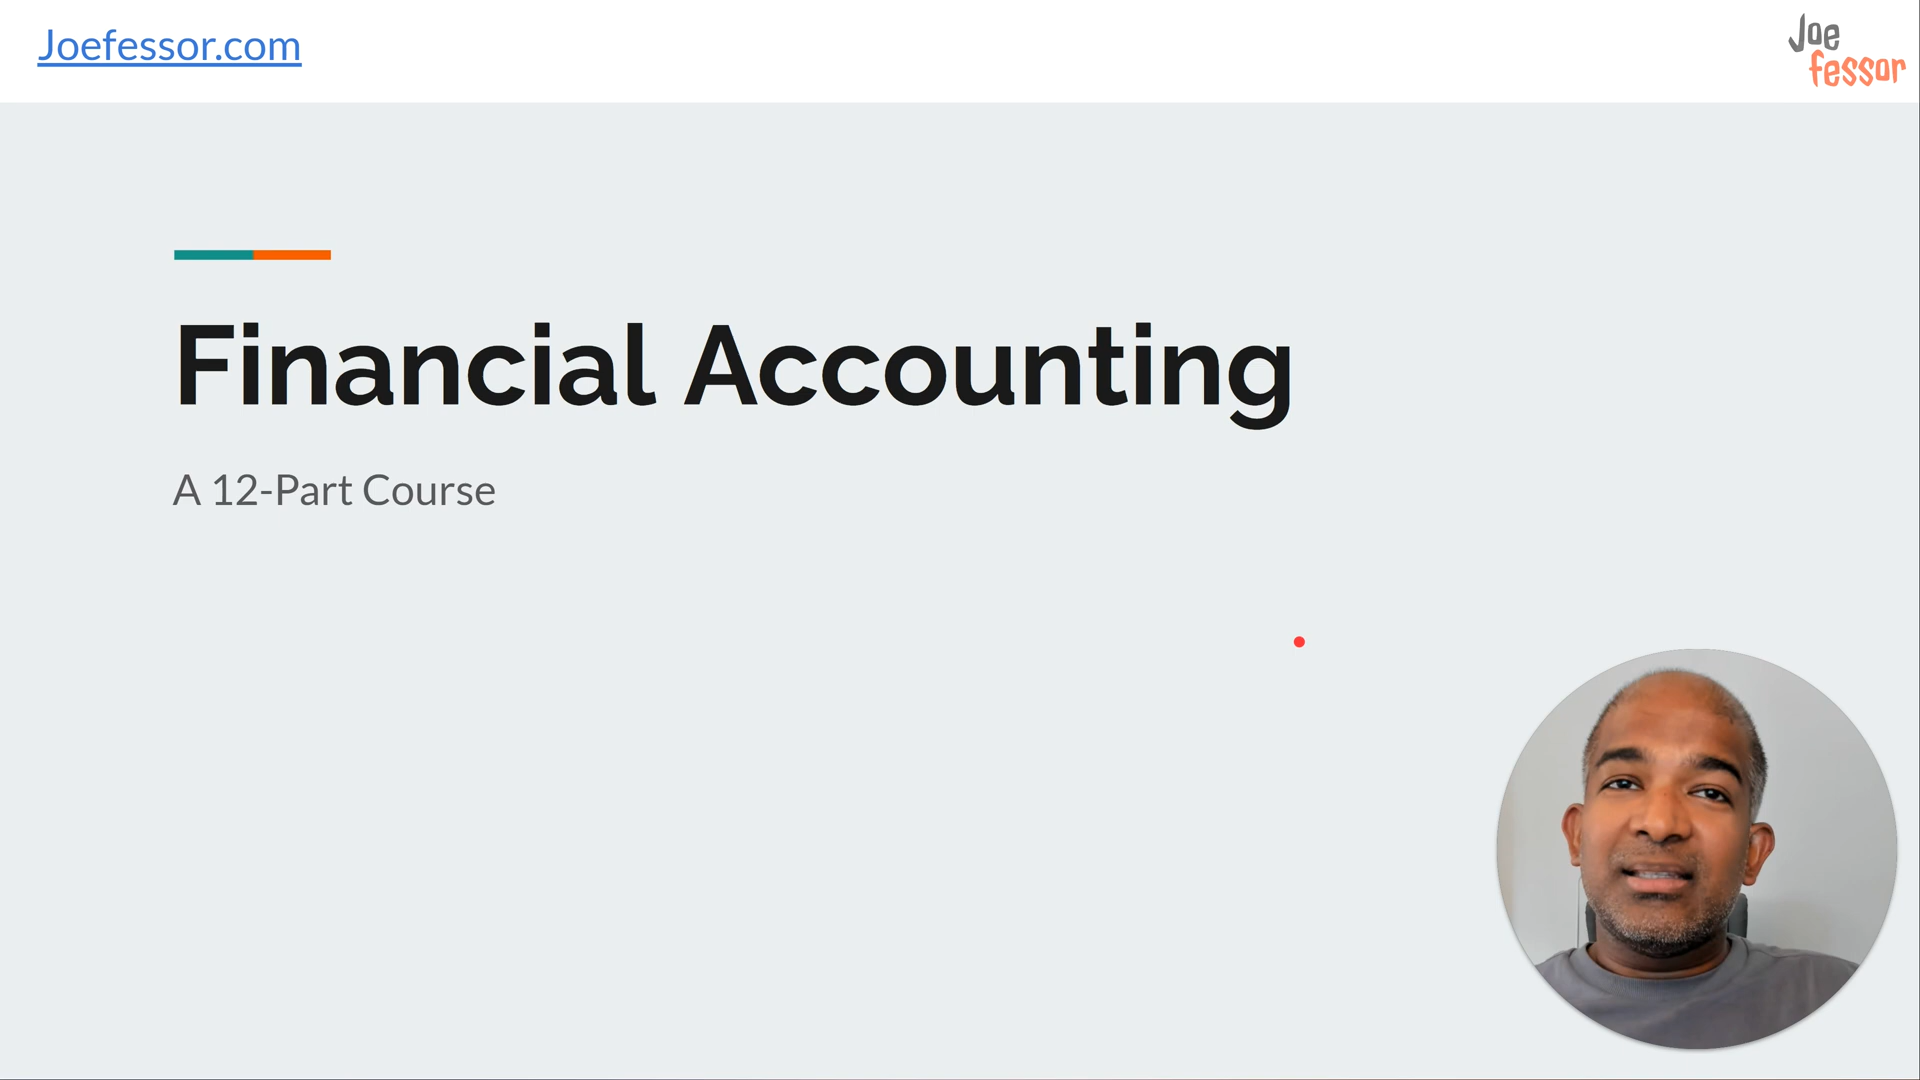 Joefessor.com
Joe
fessor
Financial Accounting
A 12-Part Course